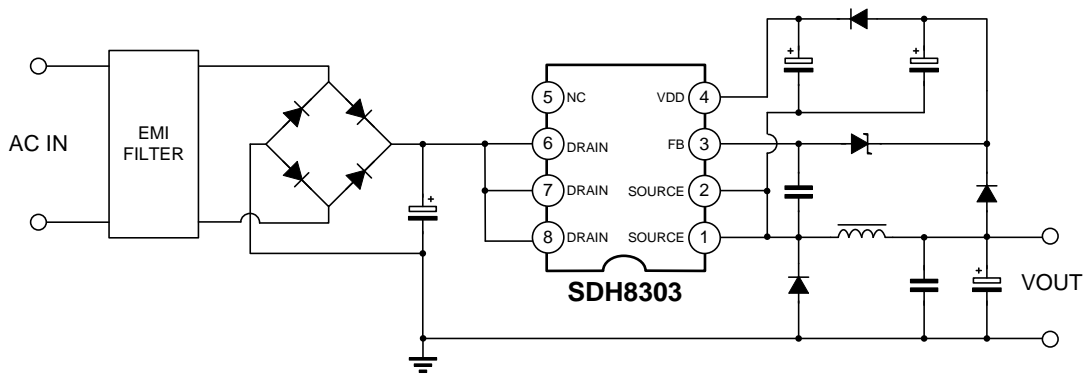 AC IN
EMI
FILTER
5 NC
6 DRAIN
7 DRAIN
8 DRAIN
VDD 4
FB 3
SOURCE 2
SOURCE 1
SDH8303
VOUT
+
+
+
+